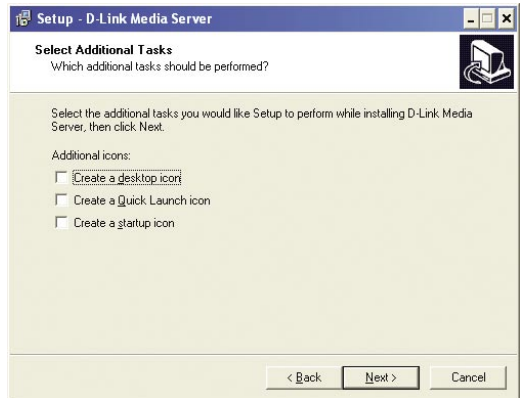 Setup - D-Link Media Server
Select Additional Tasks
Which additional tasks should be performed?
Select the additional tasks you would like Setup to perform while installing D-Link Media
Server, then click Next.
Additional icons:
Create a desktop icon
Create a Quick Launch icon
Create a startup icon
< Back Next > Cancel